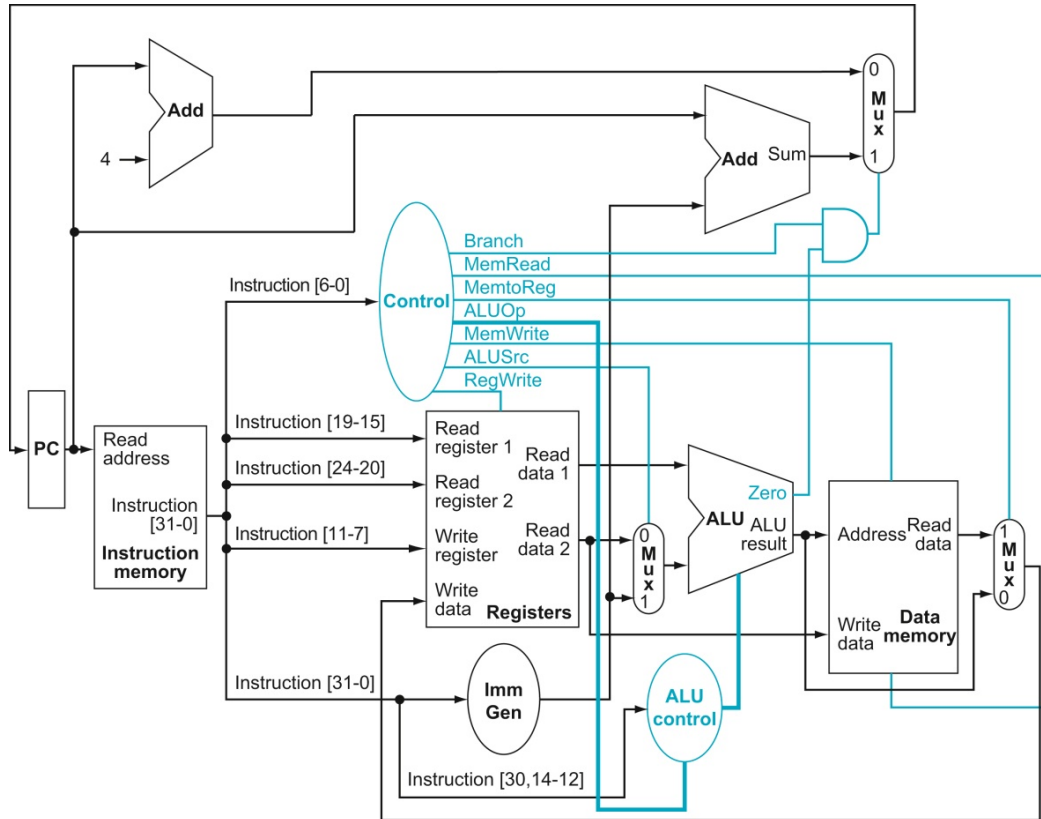 Add
4
Add
Sum
0
Mux
1
Branch
MemRead
MemtoReg
ALUOp
MemWrite
ALUSrc
RegWrite
Control
Instruction [6-0]
PC
Read
address
Instruction
[31-0]
Instruction
memory
Instruction [19-15]
Instruction [24-20]
Instruction [11-7]
Instruction [31-0]
Read
register 1
Read
register 2
Write
register
Write
data
Read
data 1
Read
data 2
Registers
0
Mux
1
Zero
ALU
ALU
result
Address
Read
data
Write
data
Data
memory
1
Mux
0
Imm
Gen
ALU
control
Instruction [30,14-12]